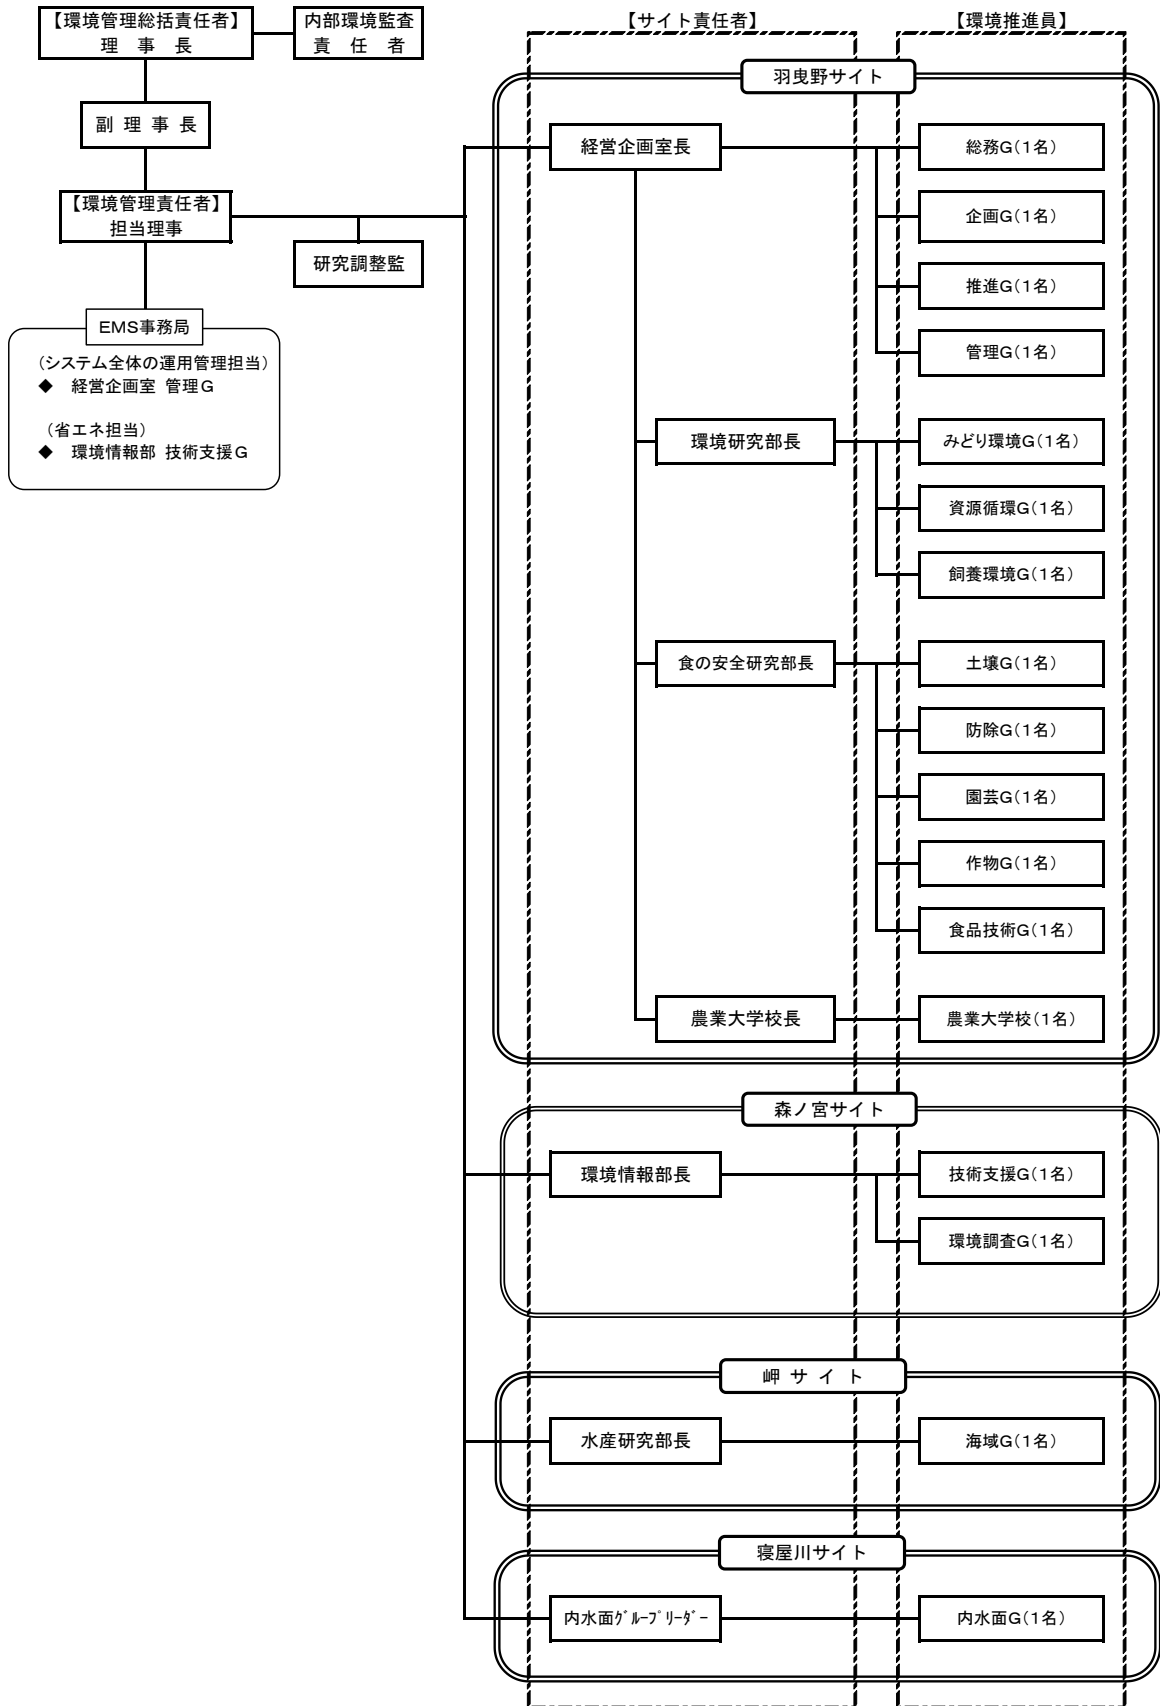 【環境管理総括責任者】
理 事 長
内部環境監査
責 任 者
副 理 事 長
【環境管理責任者】
担当理事
研究調整監
EMS事務局
(システム全体の運用管理担当)
◆ 経営企画室 管理G
(省エネ担当)
◆ 環境情報部 技術支援G
【サイト責任者】
【環境推進員】
羽曳野サイト
経営企画室長
総務G(1名)
企画G(1名)
推進G(1名)
管理G(1名)
環境研究部長
みどり環境G(1名)
資源循環G(1名)
飼養環境G(1名)
食の安全研究部長
土壌G(1名)
防除G(1名)
園芸G(1名)
作物G(1名)
食品技術G(1名)
農業大学校長
農業大学校(1名)
森ノ宮サイト
環境情報部長
技術支援G(1名)
環境調査G(1名)
岬 サ イ ト
水産研究部長
海域G(1名)
寝屋川サイト
内水面ｸﾞﾙｰﾌﾟﾘｰﾀﾞｰ
内水面G(1名)